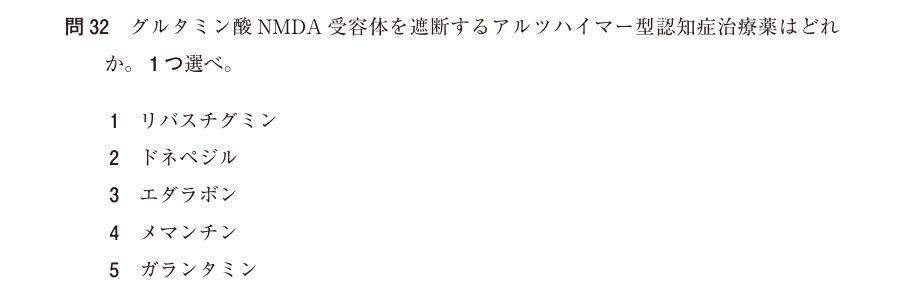 問 32　グルタミン酸 NMDA 受容体を遮断するアルツハイマー型認知症治療薬はどれ
か。1つ選べ。
1　リバスチグミン
2　ドネペジル
3　エダラボン
4　メマンチン
5　ガランタミン